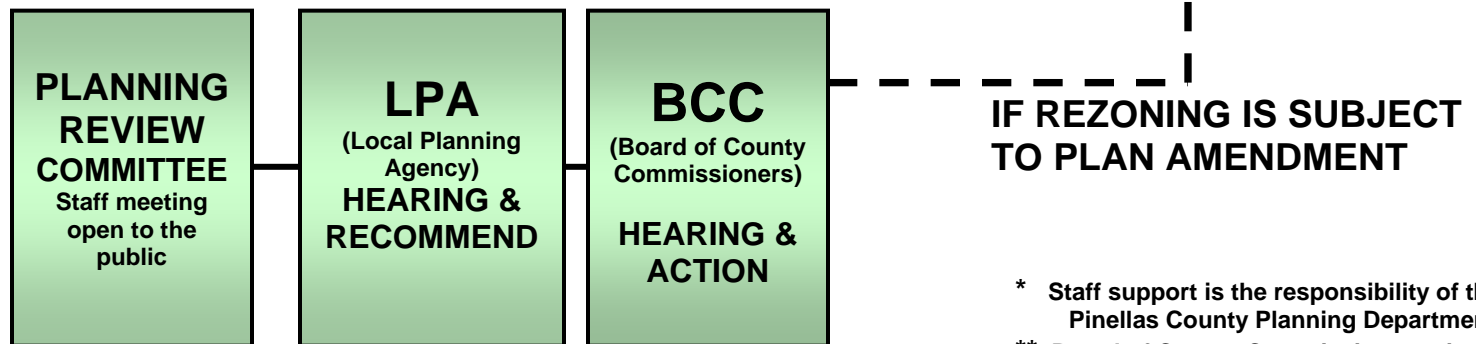 PLANNING
REVIEW
COMMITTEE
Staff meeting
open to the
public
LPA
(Local Planning
Agency)
HEARING &
RECOMMEND
BCC
(Board of County
Commissioners)
HEARING &
ACTION
IF REZONING IS SUBJECT
TO PLAN AMENDMENT
* Staff support is the responsibility of
Pinellas County Planning
**